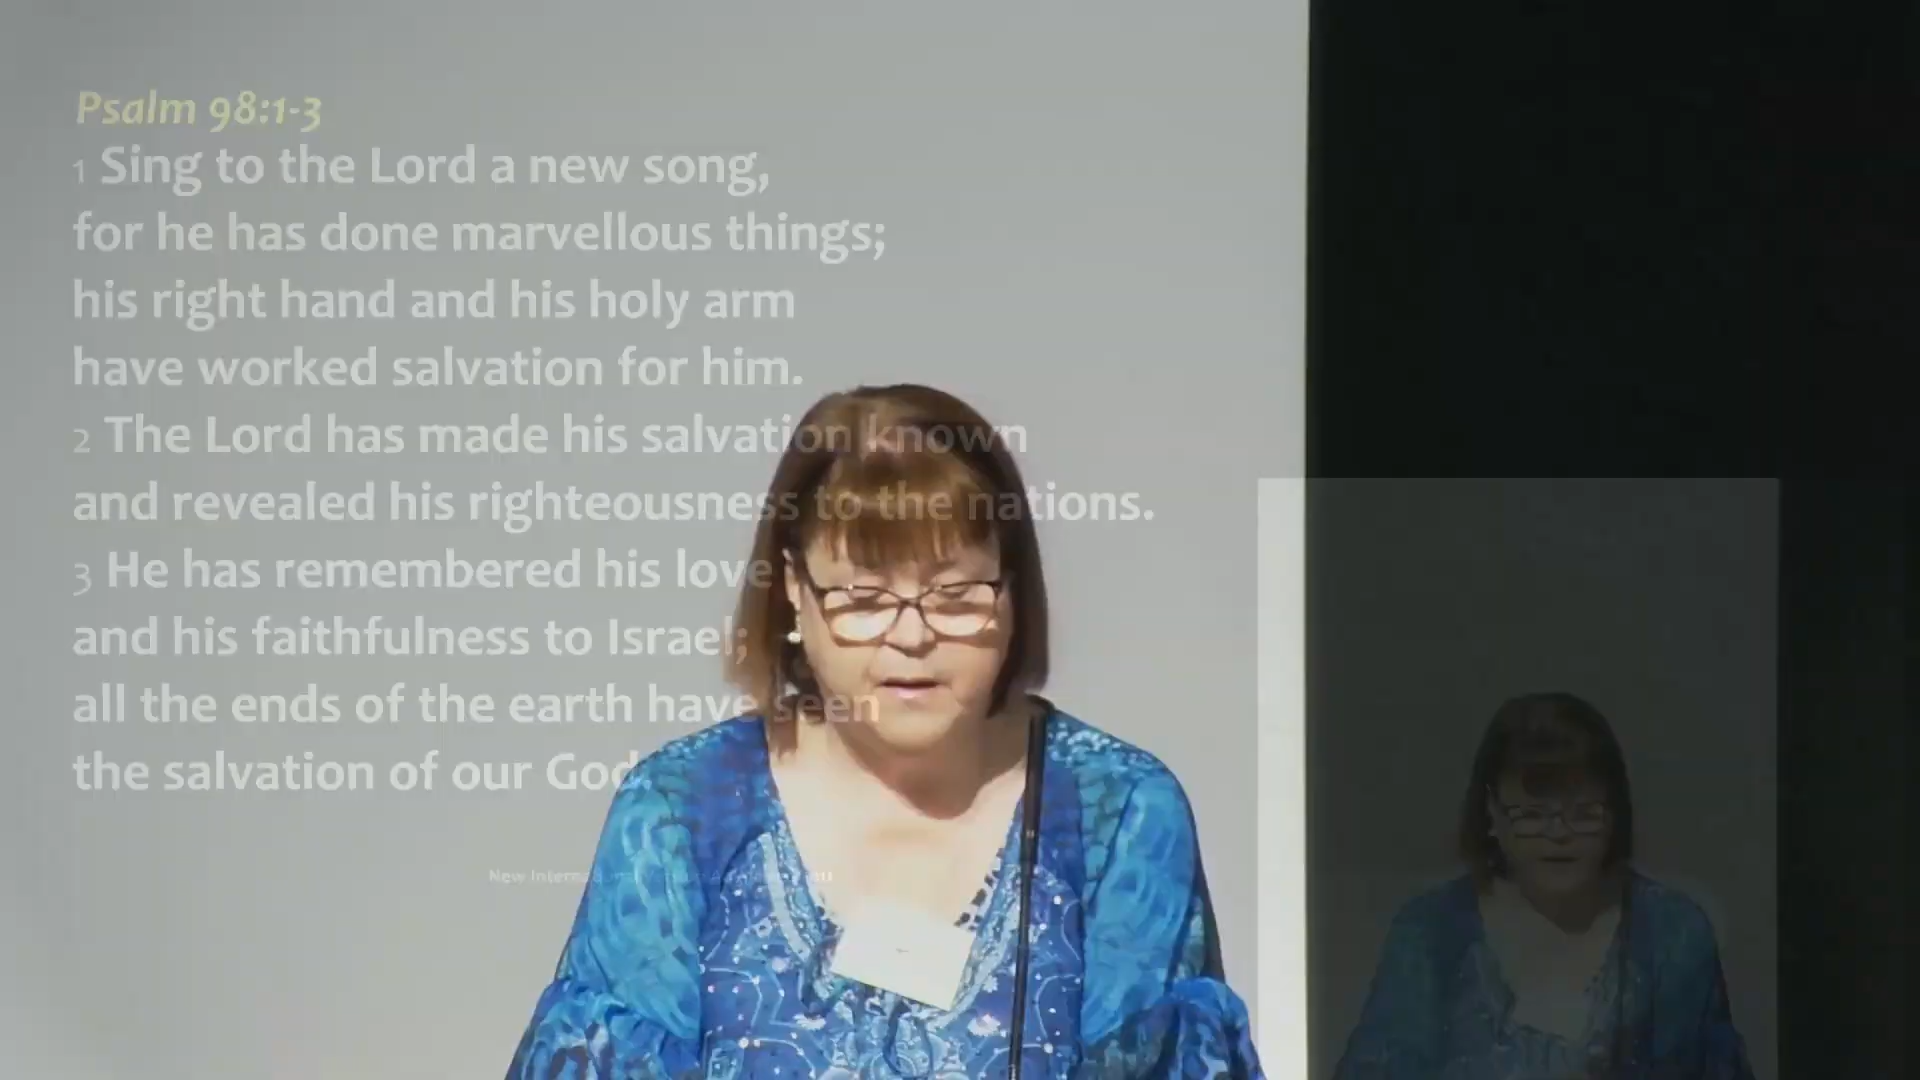 Psalm 98:1-3
1 Sing to the Lord a new song,
for he has done marvellous things;
his right hand and his holy arm
have worked salvation for him.
2 The Lord has made his salvation known
and revealed his righteousness to the nations.
3 He has remembered his love
and his faithfulness to Israel;
all the ends of the earth have seen
the salvation of our God.
New